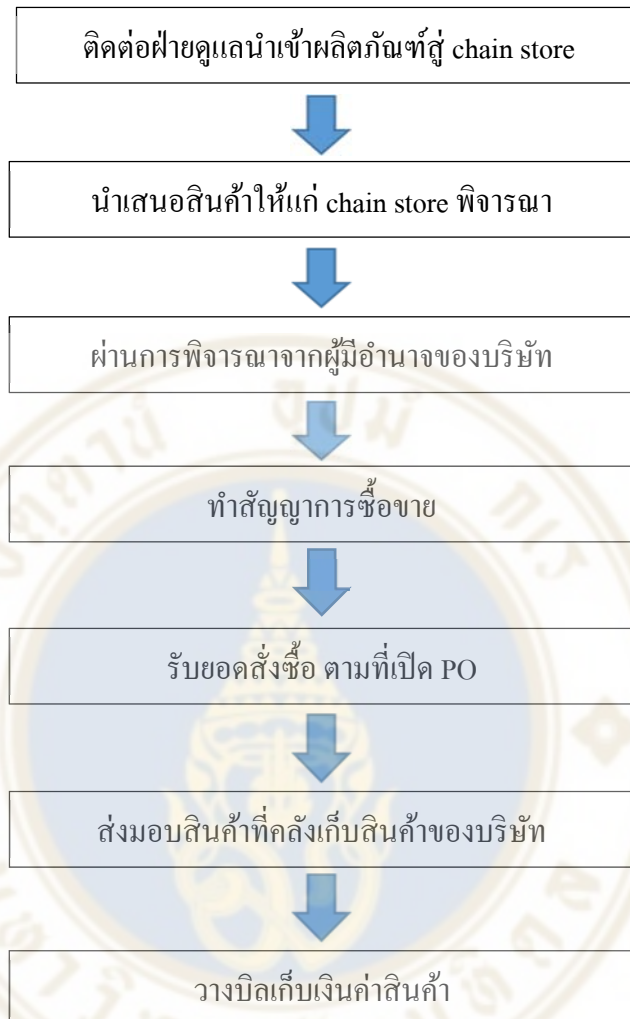 ติดต่อฝ่ายดูแลนำเข้าผลิตภัณฑ์สู่ chain store
นำเสนอสินค้าให้แก่ chain store พิจารณา
ผ่านการพิจารณาจากผู้มีอำนาจของบริษัท
ทำสัญญาการซื้อขาย
รับยอดสั่งซื้อ ตามที่เปิด PO
ส่งมอบสินค้าที่คลังเก็บสินค้าของบริษัท
วางบิลเก็บเงินค่าสินค้า